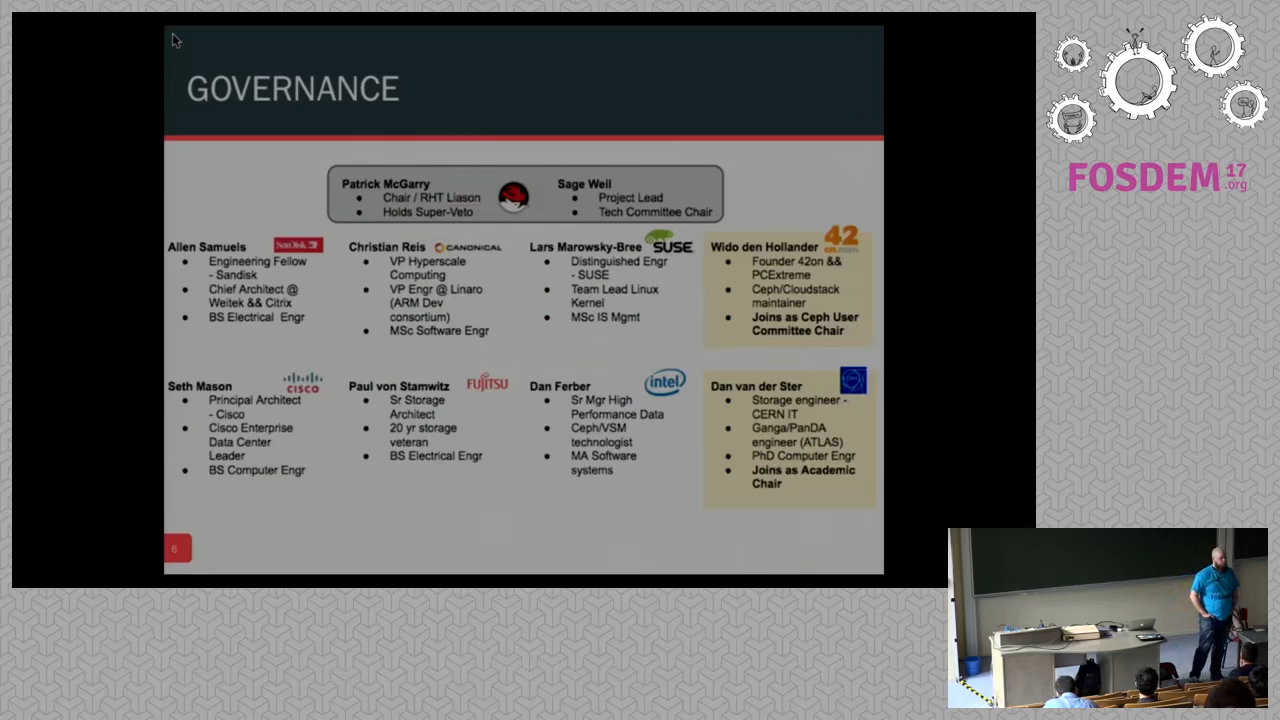 GOVERNANCE
Patrick McGarry
Chair / RHT Liason
Holds Super-Veto
Sage Weil
Project Lead
Tech Committee Chair
Allen Samuels
SanDisk
Engineering Fellow
- Sandisk
Chief Architect @
Weitek && Citrix
BS Electrical Engr
Christian Reis
CANONICAL
VP Hyperscale
Computing
VP Engr @ Linaro
(ARM Dev
consortium)
MSc Software Engr
Lars Marowsky-Bree
SUSE
Distinguished Engr
- SUSE
Team Lead Linux
Kernel
MSc IS Mgmt
Wido den Hollander
42
on.com
Founder 42on &&
PCExtreme
Ceph/Cloudstack
maintainer
Joins as Ceph User
Committee Chair
Seth Mason
CISCO
Principal Architect
- Cisco
Cisco Enterprise
Data Center
Leader
BS Computer Engr
Paul von Stamwitz
FUJITSU
Sr Storage
Architect
20 yr storage
veteran
BS Electrical Engr
Dan Ferber
intel
Sr Mgr High
Performance Data
Ceph/VSM
technologist
MA Software
systems
Dan van der Ster
Storage engineer -
CERN IT
Ganga/PanDA
engineer (ATLAS)
PhD Computer Engr
Joins as Academic
Chair
6
FOSDEM 17
.org